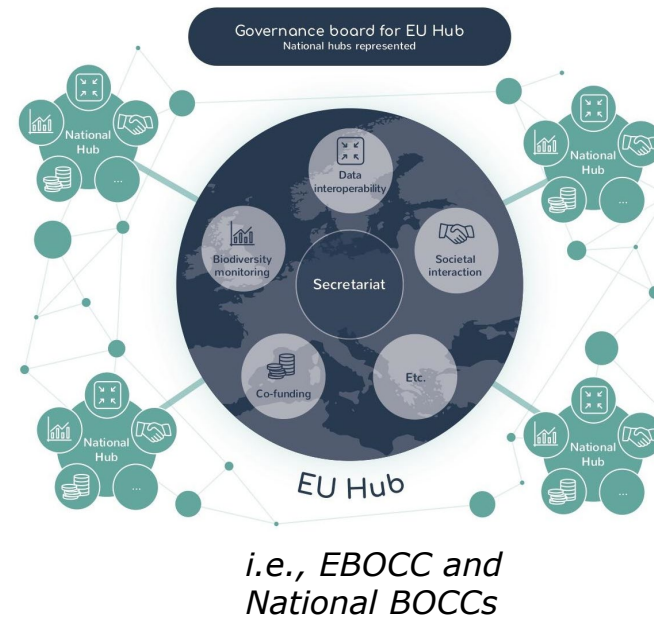 Governance board for EU Hub
National hubs represented
National
Hub
...
National
Hub
...
Data
interoperability
Biodiversity
monitoring
Societal
interaction
Secretariat
Co-funding
Etc.
National
Hub
...
National
Hub
...
EU Hub
i.e., EBOCC and
National BOCCs